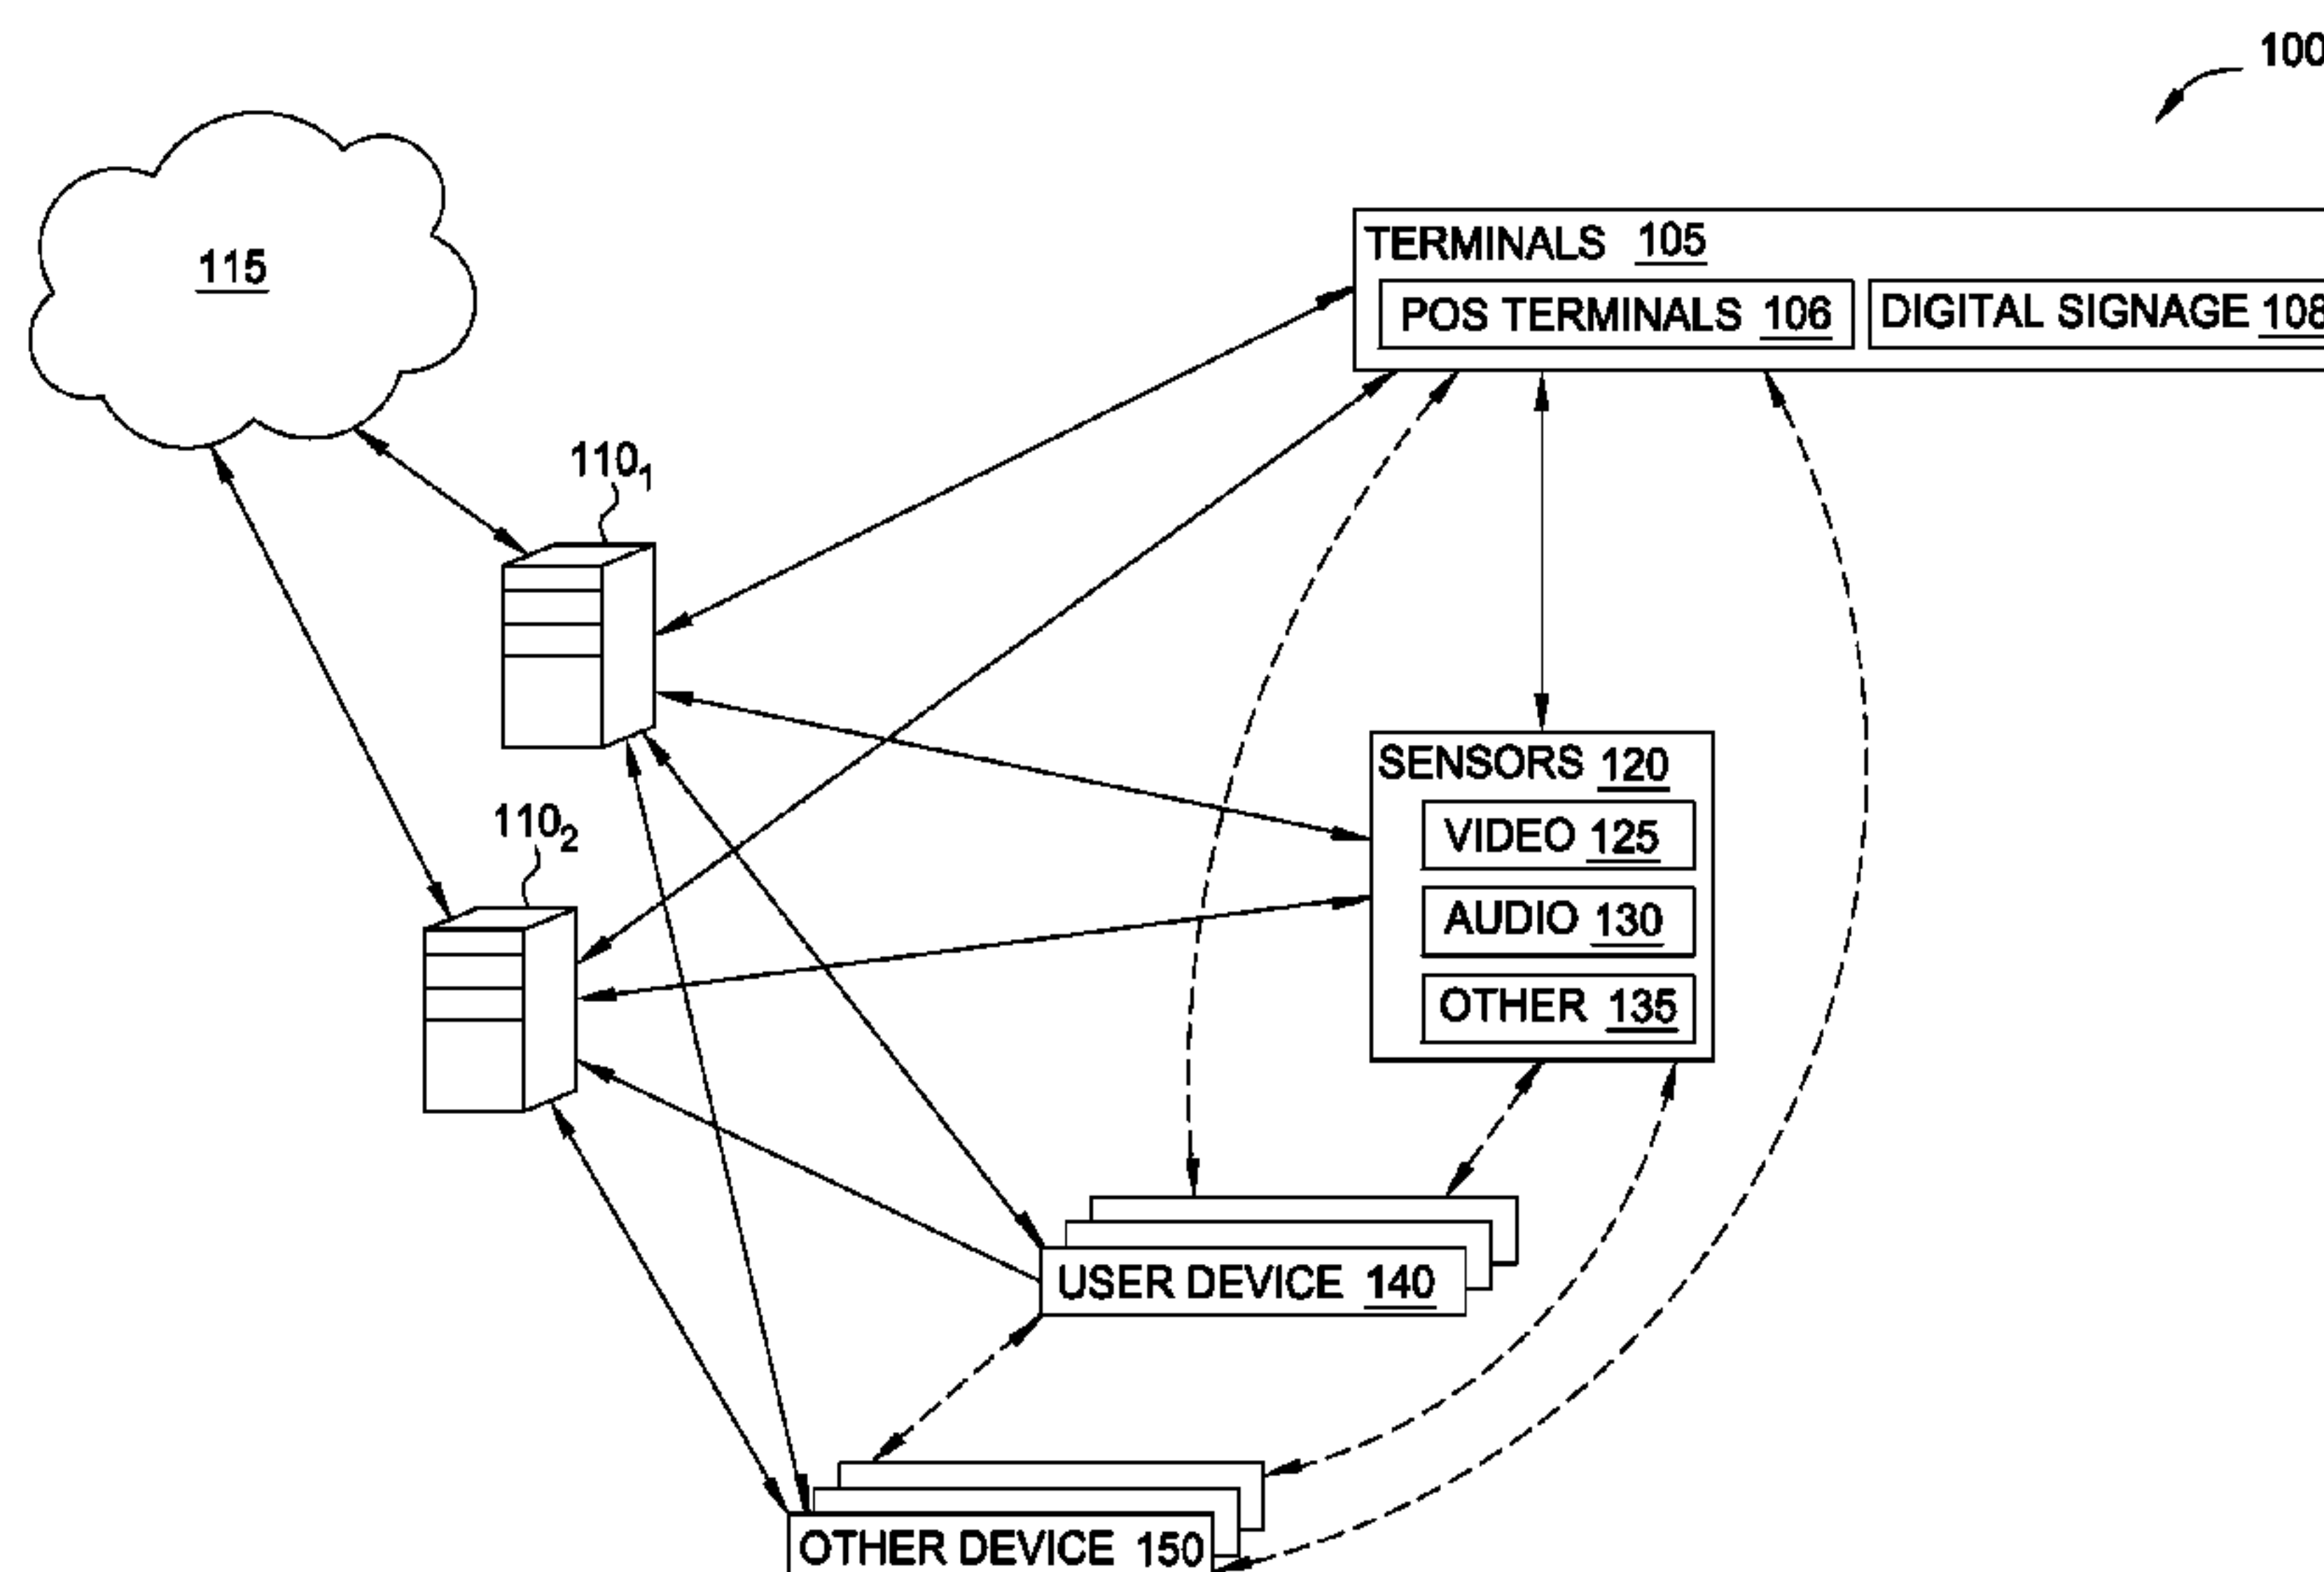 100
115
TERMINALS 105
POS TERMINALS 106
DIGITAL SIGNAGE 108
110₁
SENSORS 120
VIDEO 125
110₂
AUDIO 130
OTHER 135
USER DEVICE 140
OTHER DEVICE 150